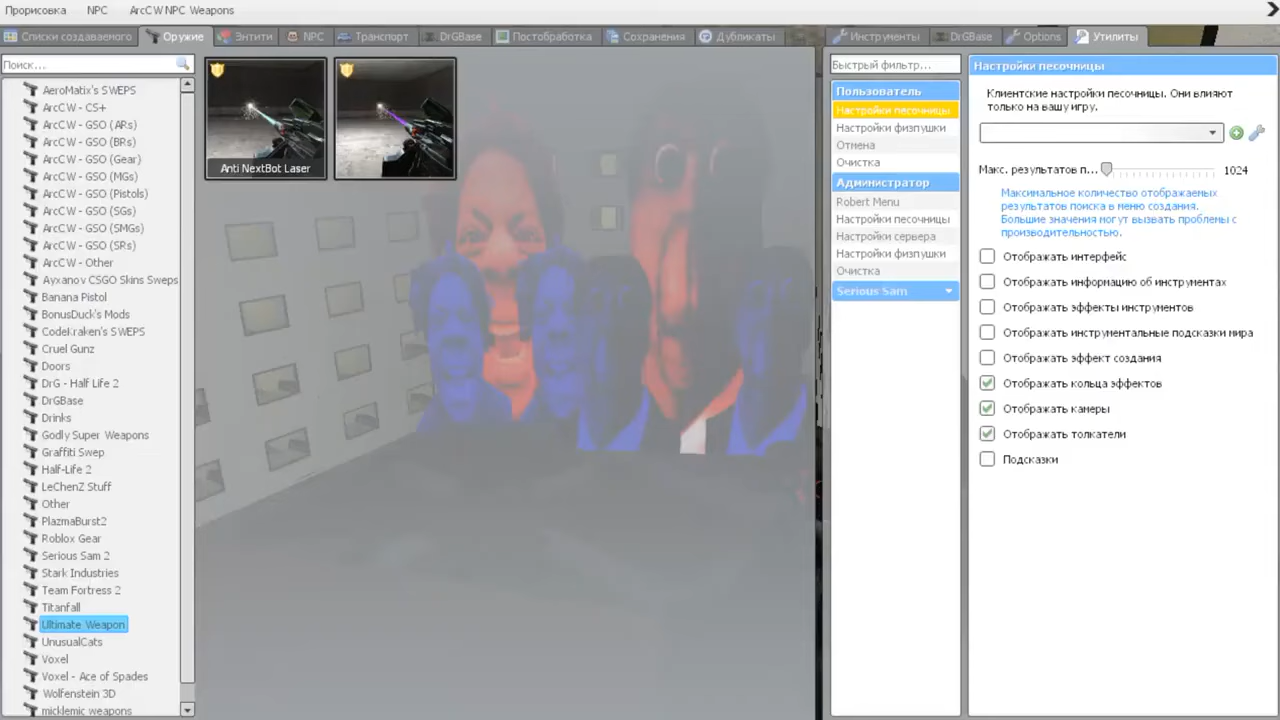 Прорисовка NPC ArcCW NPC Weapons
Списки создаваемого Оружие Энтити NPC Транспорт DrGBase Постобработка Сохранения Дубликаты
Инструменты DrGBase Options Утилиты
Поиск...
AeroMatix's SWEPS
ArcCW - CS+
ArcCW - GSO (ARs)
ArcCW - GSO (BRs)
ArcCW - GSO (Gear)
ArcCW - GSO (MGs)
ArcCW - GSO (Pistols)
ArcCW - GSO (SGs)
ArcCW - GSO (SMGs)
ArcCW - GSO (SRs)
ArcCW - Other
Ayxanov CSGO Skins Sweps
Banana Pistol
BonusDuck's Mods
CodeKraken's SWEPS
Cruel Gunz
Doors
DrG - Half Life 2
DrGBase
Drinks
Godly Super Weapons
Graffiti Swep
Half-Life 2
LeChenZ Stuff
Other
PlazmaBurst2
Roblox Gear
Serious Sam 2
Stark Industries
Team Fortress 2
Titanfall
Ultimate Weapon
UnusualCats
Voxel
Voxel - Ace of Spades
Wolfenstein 3D
micklemic weapons
Anti NextBot Laser
Быстрый фильтр...
Пользователь
Настройки песочницы
Настройки физпушки
Отмена
Очистка
Администратор
Robert Menu
Настройки песочницы
Настройки сервера
Настройки физпушки
Очистка
Serious Sam
Настройки песочницы
Клиентские настройки песочницы. Они влияют
только на вашу игру.
Макс. результатов п... 1024
Максимальное количество отображаемых
результатов поиска в меню создания.
Большие значения могут вызвать проблемы с
производительностью.
Отображать интерфейс
Отображать информацию об инструментах
Отображать эффекты инструментов
Отображать инструментальные подсказки мира
Отображать эффект создания
Отображать кольца эффектов
Отображать камеры
Отображать толкатели
Подсказки